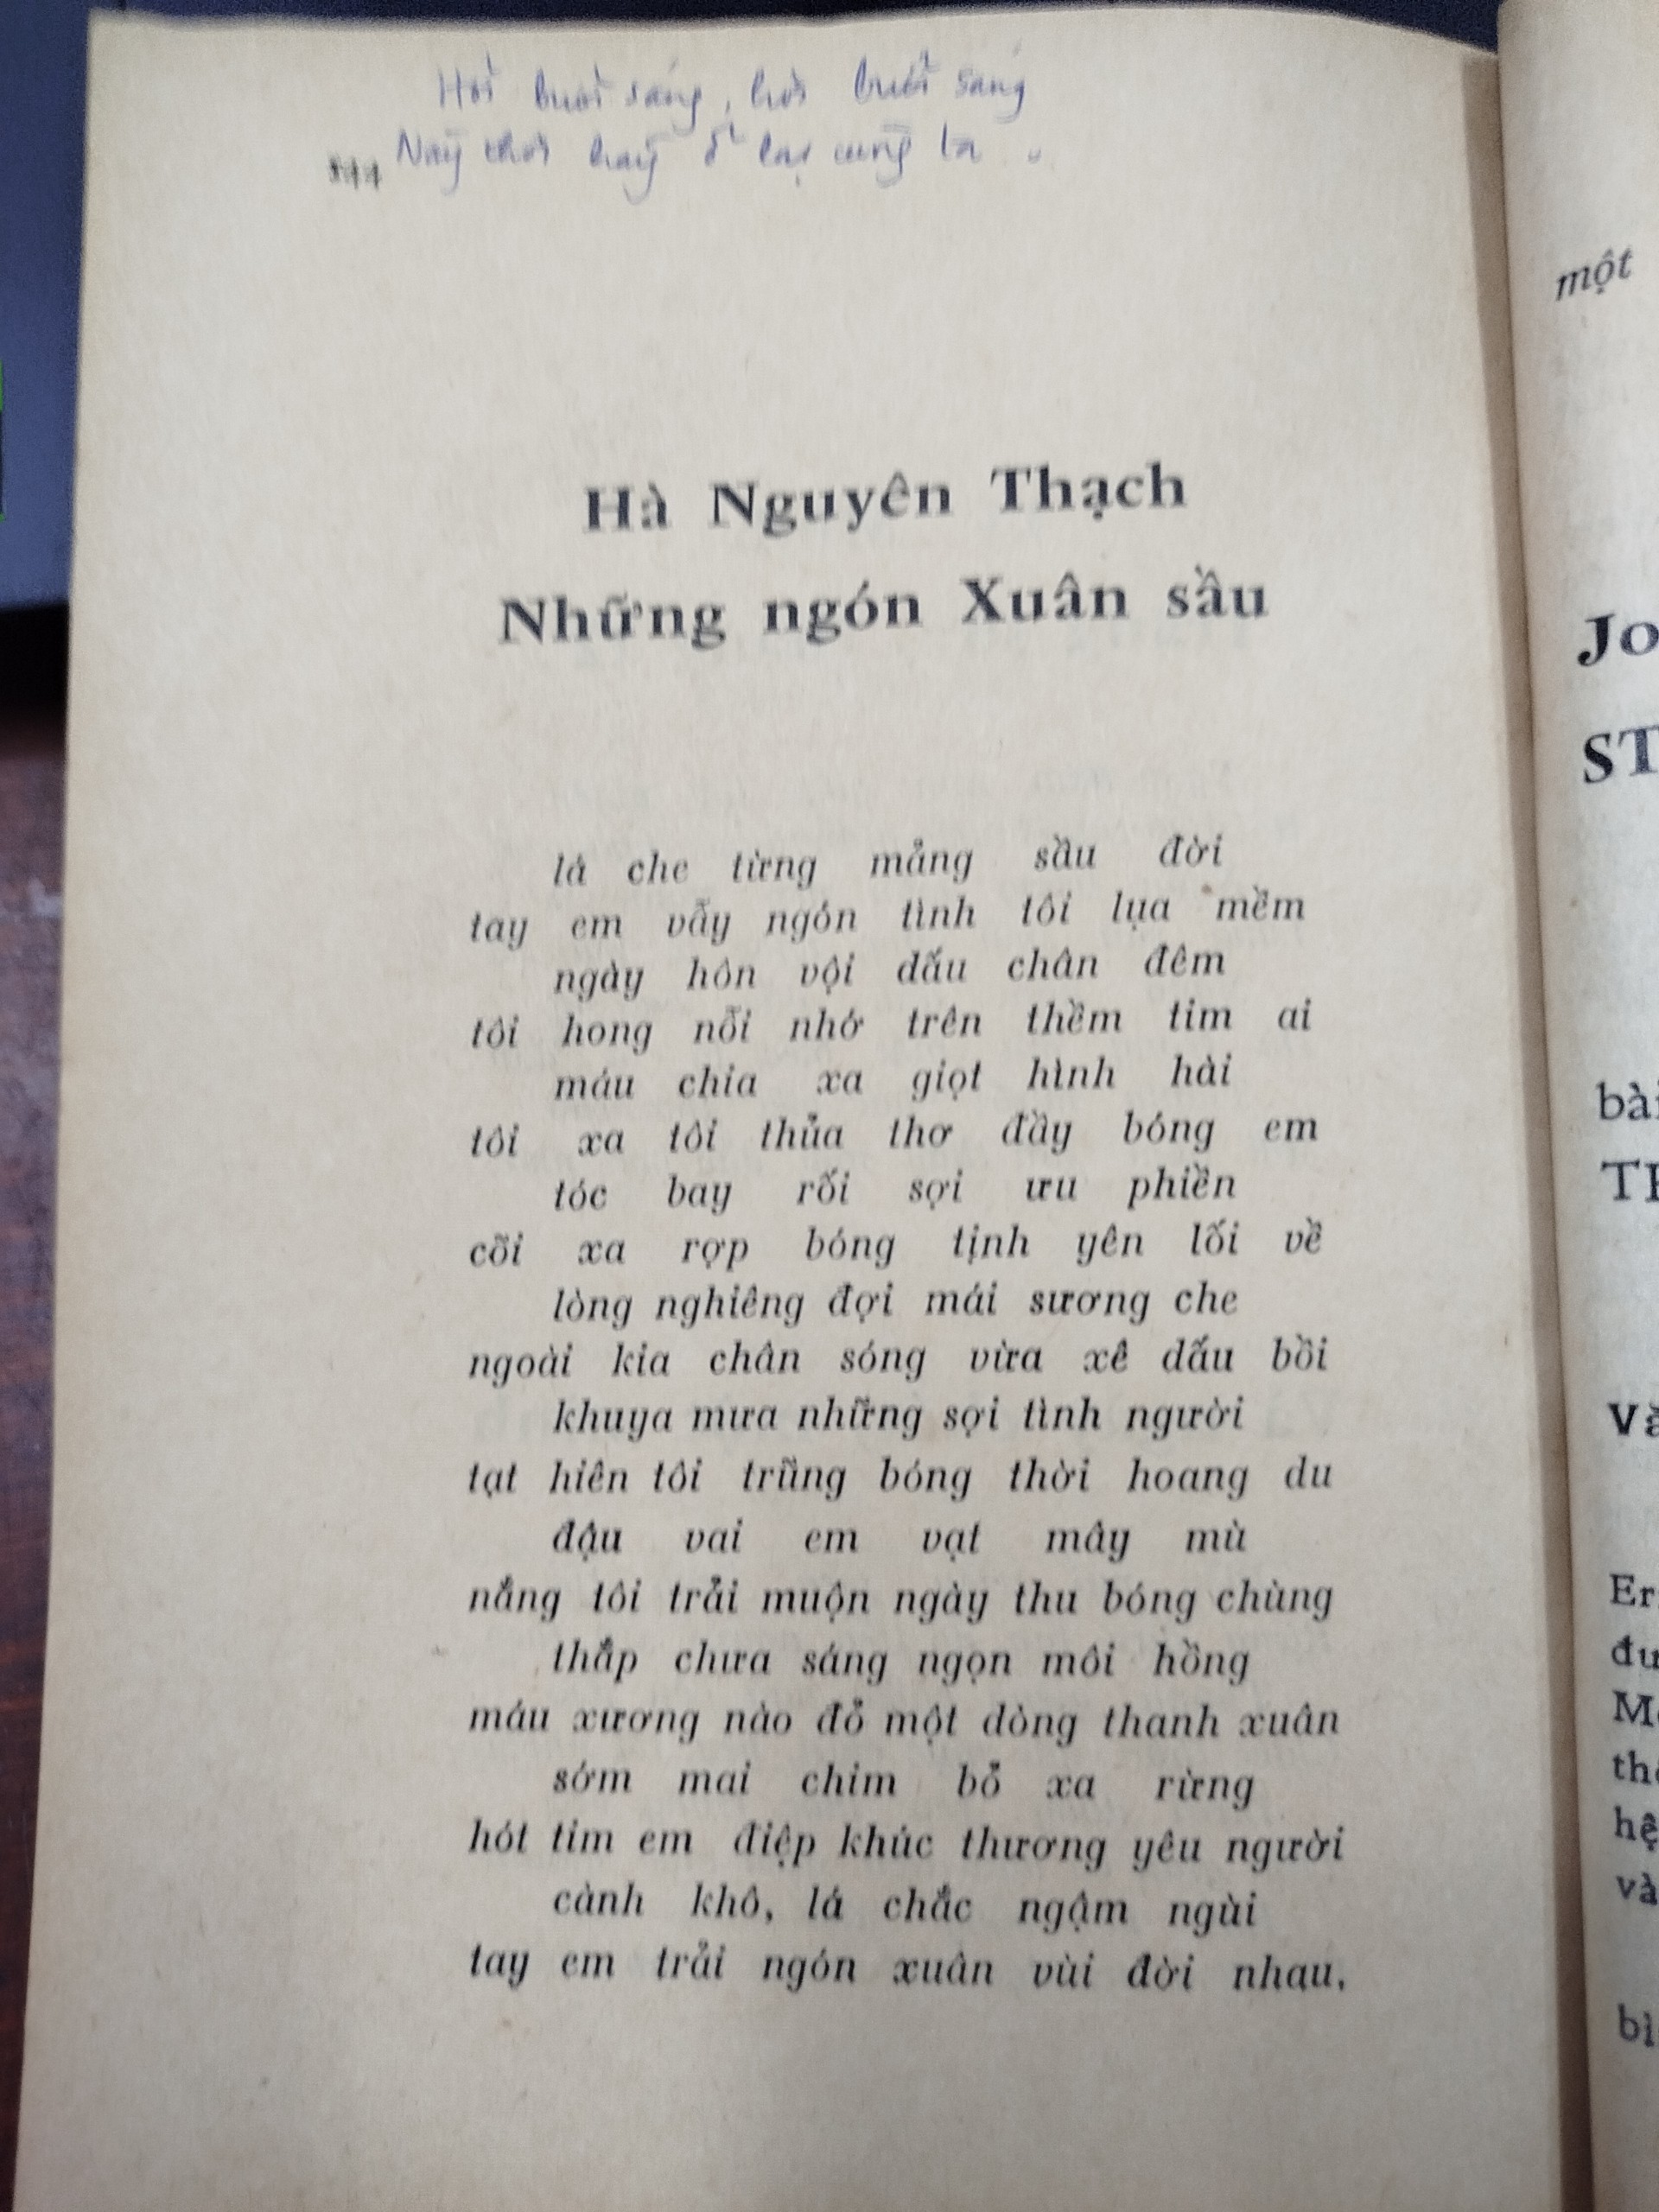 Hỡi buổi sáng, hỡi buổi sáng
hãy ở lại cùng ta
Hà Nguyên Thạch
Những ngón Xuân sầu
lá che từng mảng sầu đời
tay em vẫy ngón tình tôi lụa mềm
ngày hôn vội dấu chân đêm
tôi hong nỗi nhớ trên thềm tim ai
máu chia xa giọt hình hài
tôi xa tôi thủa thơ đầy bóng em
tóc bay rối sợi ưu phiền
cõi xa rợp bóng tịnh yên lối về
lòng nghiêng đợi mái sương che
ngoài kia chân sóng vừa xê dấu bồi
khuya mưa những sợi tình người
tạt hiên tôi trũng bóng thời hoang du
đậu vai em vạt mây mù
nắng tôi trải muộn ngày thu bóng chùng
thắp chưa sáng ngọn môi hồng
máu xương nào đổ một dòng thanh xuân
sớm mai chim bỏ xa rừng
hót tim em điệp khúc thương yêu người
cành khô, lá chắc ngậm ngùi
tay em trải ngón xuân vùi đời nhau.
một
Jo
ST
bài
Er
đư
hệ
và